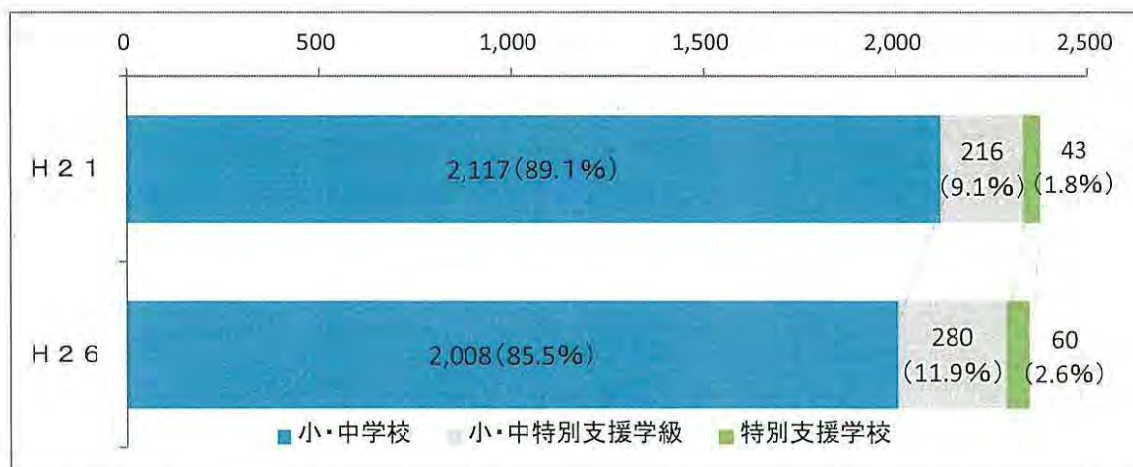 0 500 1,000 1,500 2,000 2,500
H21
2,117(89.1%)
216
(9.1%)
43
(1.8%)
H26
2,008(85.5%)
280
(11.9%)
60
(2.6%)
小・中学校 小・中特別支援学級 特別支援学校